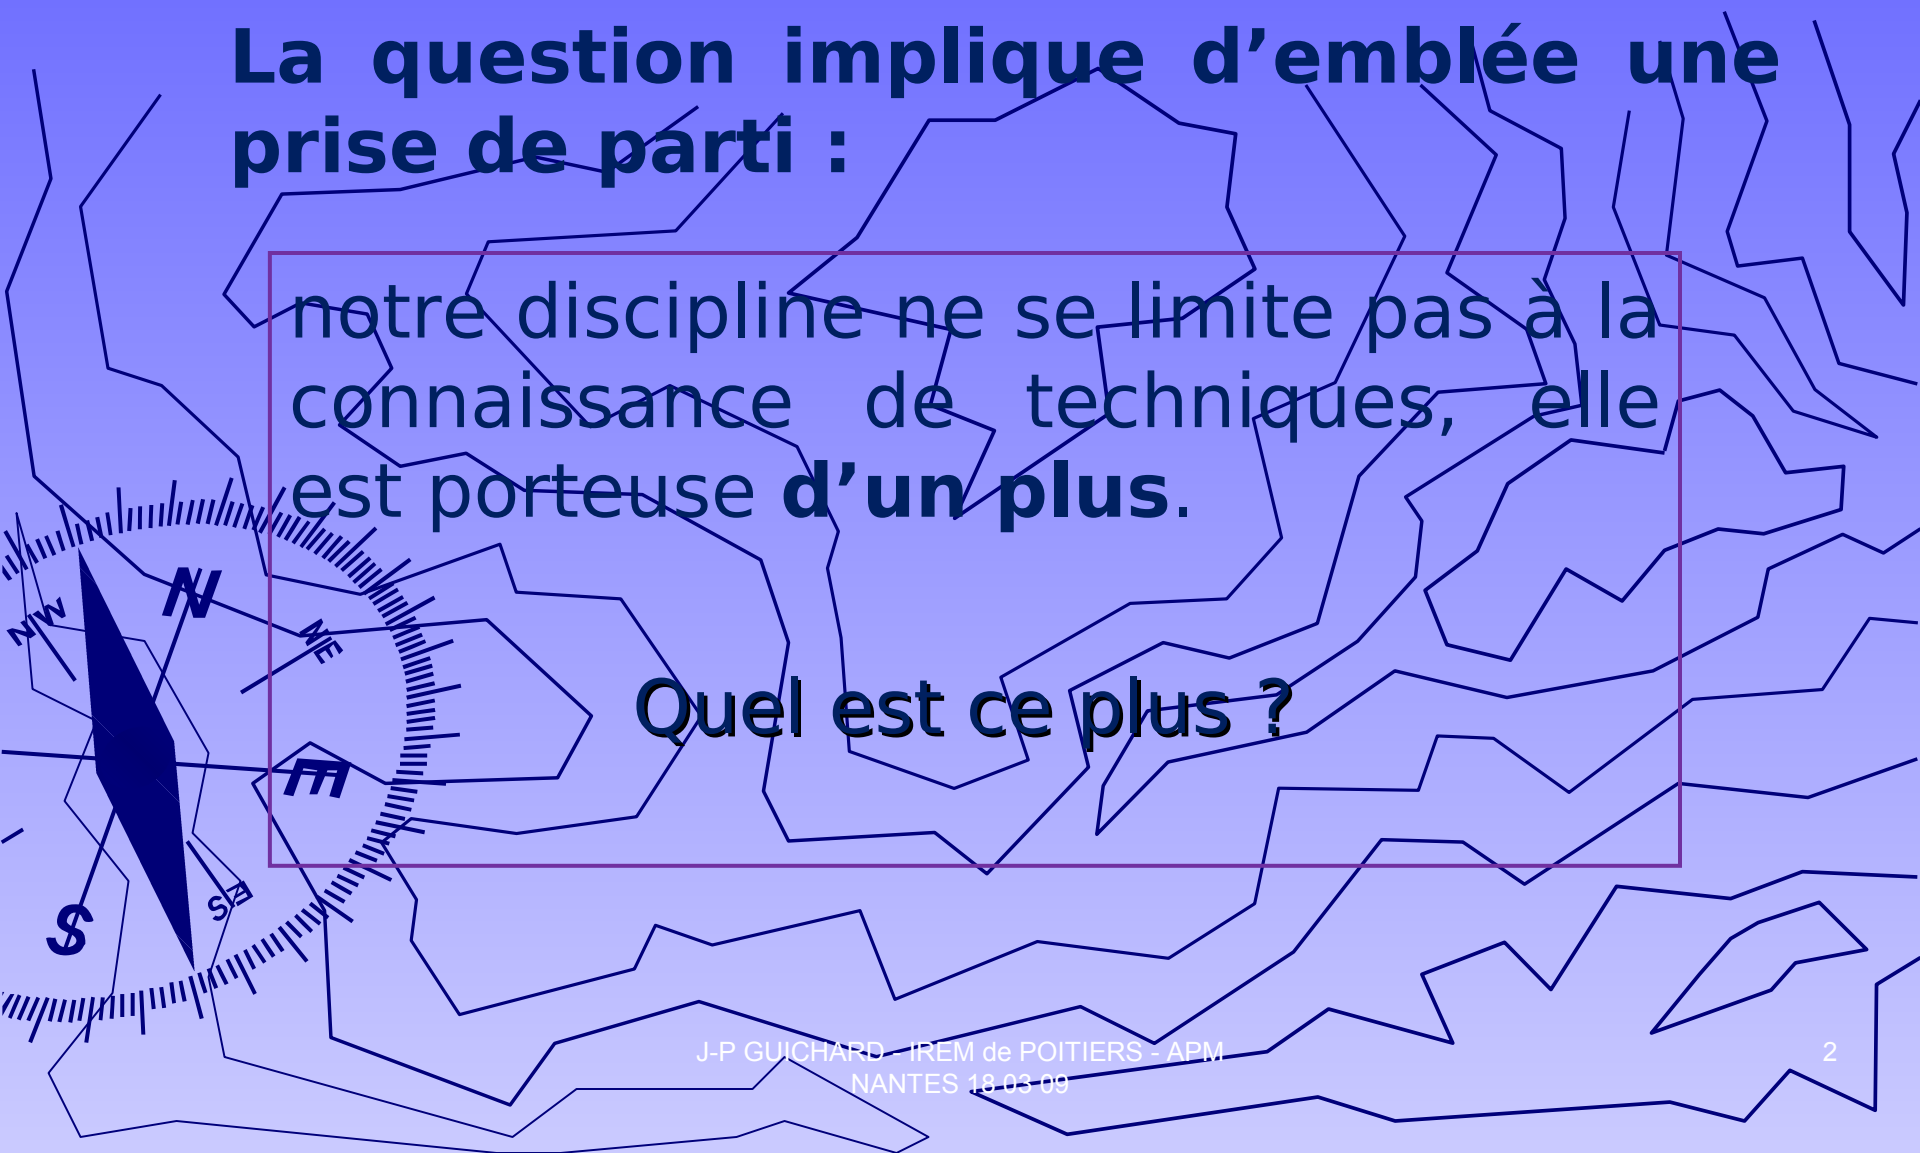 La question implique d’emblée une
prise de parti :
notre discipline ne se limite pas à la
connaissance de techniques, elle
est porteuse d’un plus.
N
NW
NE
Quel est ce plus ?
E
SE
S
J-P GUICHARD - IREM de POITIERS - APM
NANTES 18 03 09
2